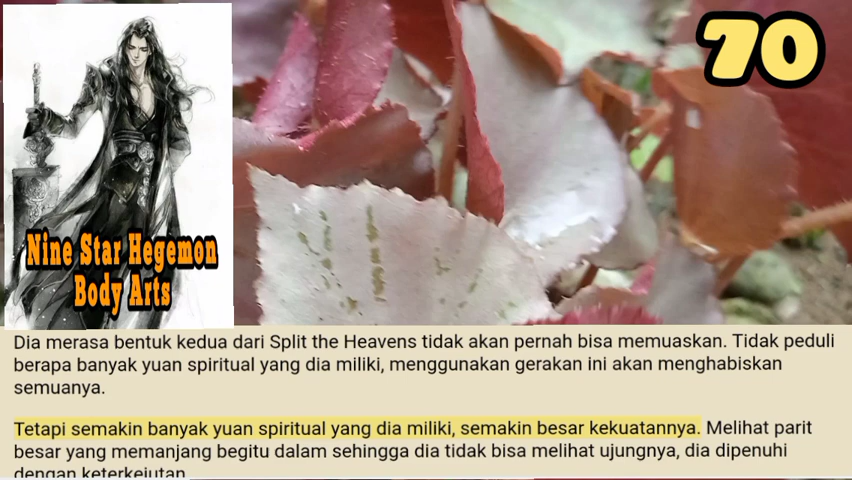 70
Nine Star Hegemon
Body Arts
Dia merasa bentuk kedua dari Split the Heavens tidak akan pernah bisa memuaskan. Tidak peduli
berapa banyak yuan spiritual yang dia miliki, menggunakan gerakan ini akan menghabiskan
semuanya.
Tetapi semakin banyak yuan spiritual yang dia miliki, semakin besar kekuatannya. Melihat parit
besar yang memanjang begitu dalam sehingga dia tidak bisa melihat ujungnya, dia dipenuhi
dengan keterkejutan